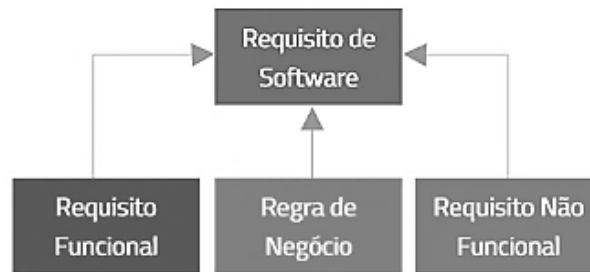 Requisito de
Software
Requisito
Funcional
Regra de
Negócio
Requisito Não
Funcional